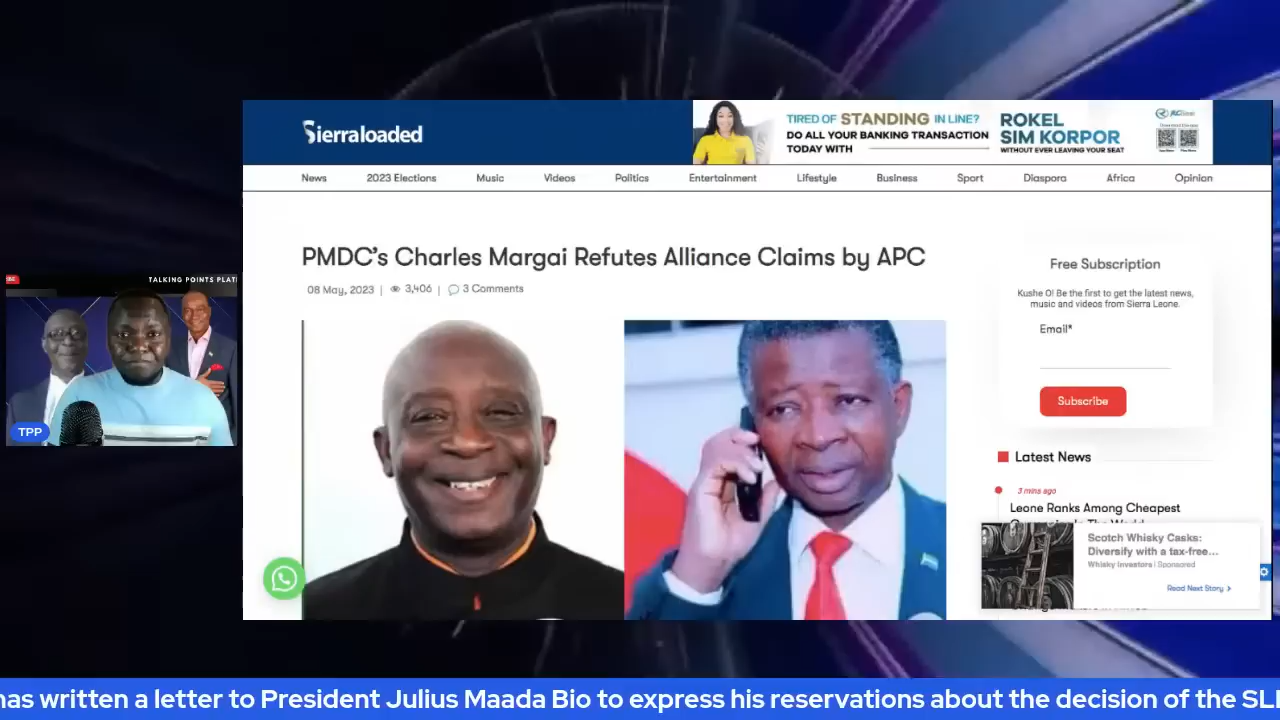 Sierraloaded
TIRED OF STANDING IN LINE?
DO ALL YOUR BANKING TRANSACTION
TODAY WITH
ROKEL
SIM KORPOR
WITHOUT EVER LEAVING YOUR SEAT
News 2023 Elections Music Videos Politics Entertainment Lifestyle Business Sport Diaspora Africa Opinion
PMDC's Charles Margai Refutes Alliance Claims by APC
08 May, 2023 | 3,406 | 3 Comments
Free Subscription
Kushe O! Be the first to get the latest news,
music and videos from Sierra Leone.
Email*
Subscribe
Latest News
3 mins ago
Leone Ranks Among Cheapest
Scotch Whisky Casks:
Diversify with a tax-free...
Whisky Investors | Sponsored
Read Next Story >
TALKING POINTS PLAT
TPP
has written a letter to President Julius Maada Bio to express his reservations about the decision of the SL